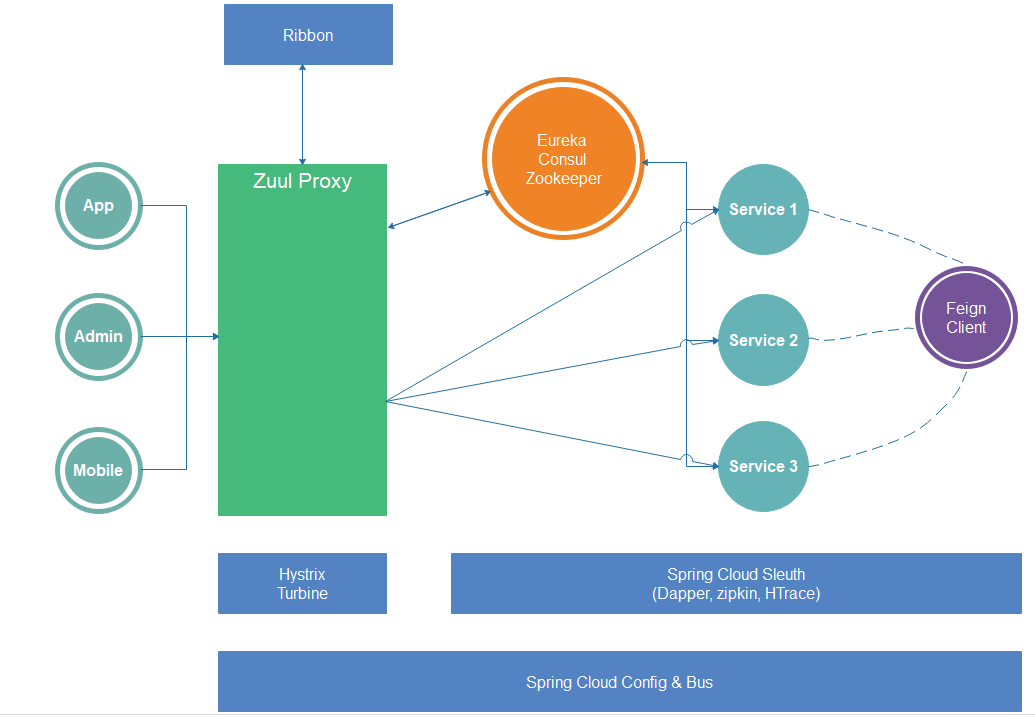 Ribbon
Eureka
Consul
Zookeeper
Zuul Proxy
App
Service 1
Feign
Client
Admin
Service 2
Mobile
Service 3
Hystrix
Turbine
Spring Cloud Sleuth
(Dapper, zipkin, HTrace)
Spring Cloud Config & Bus